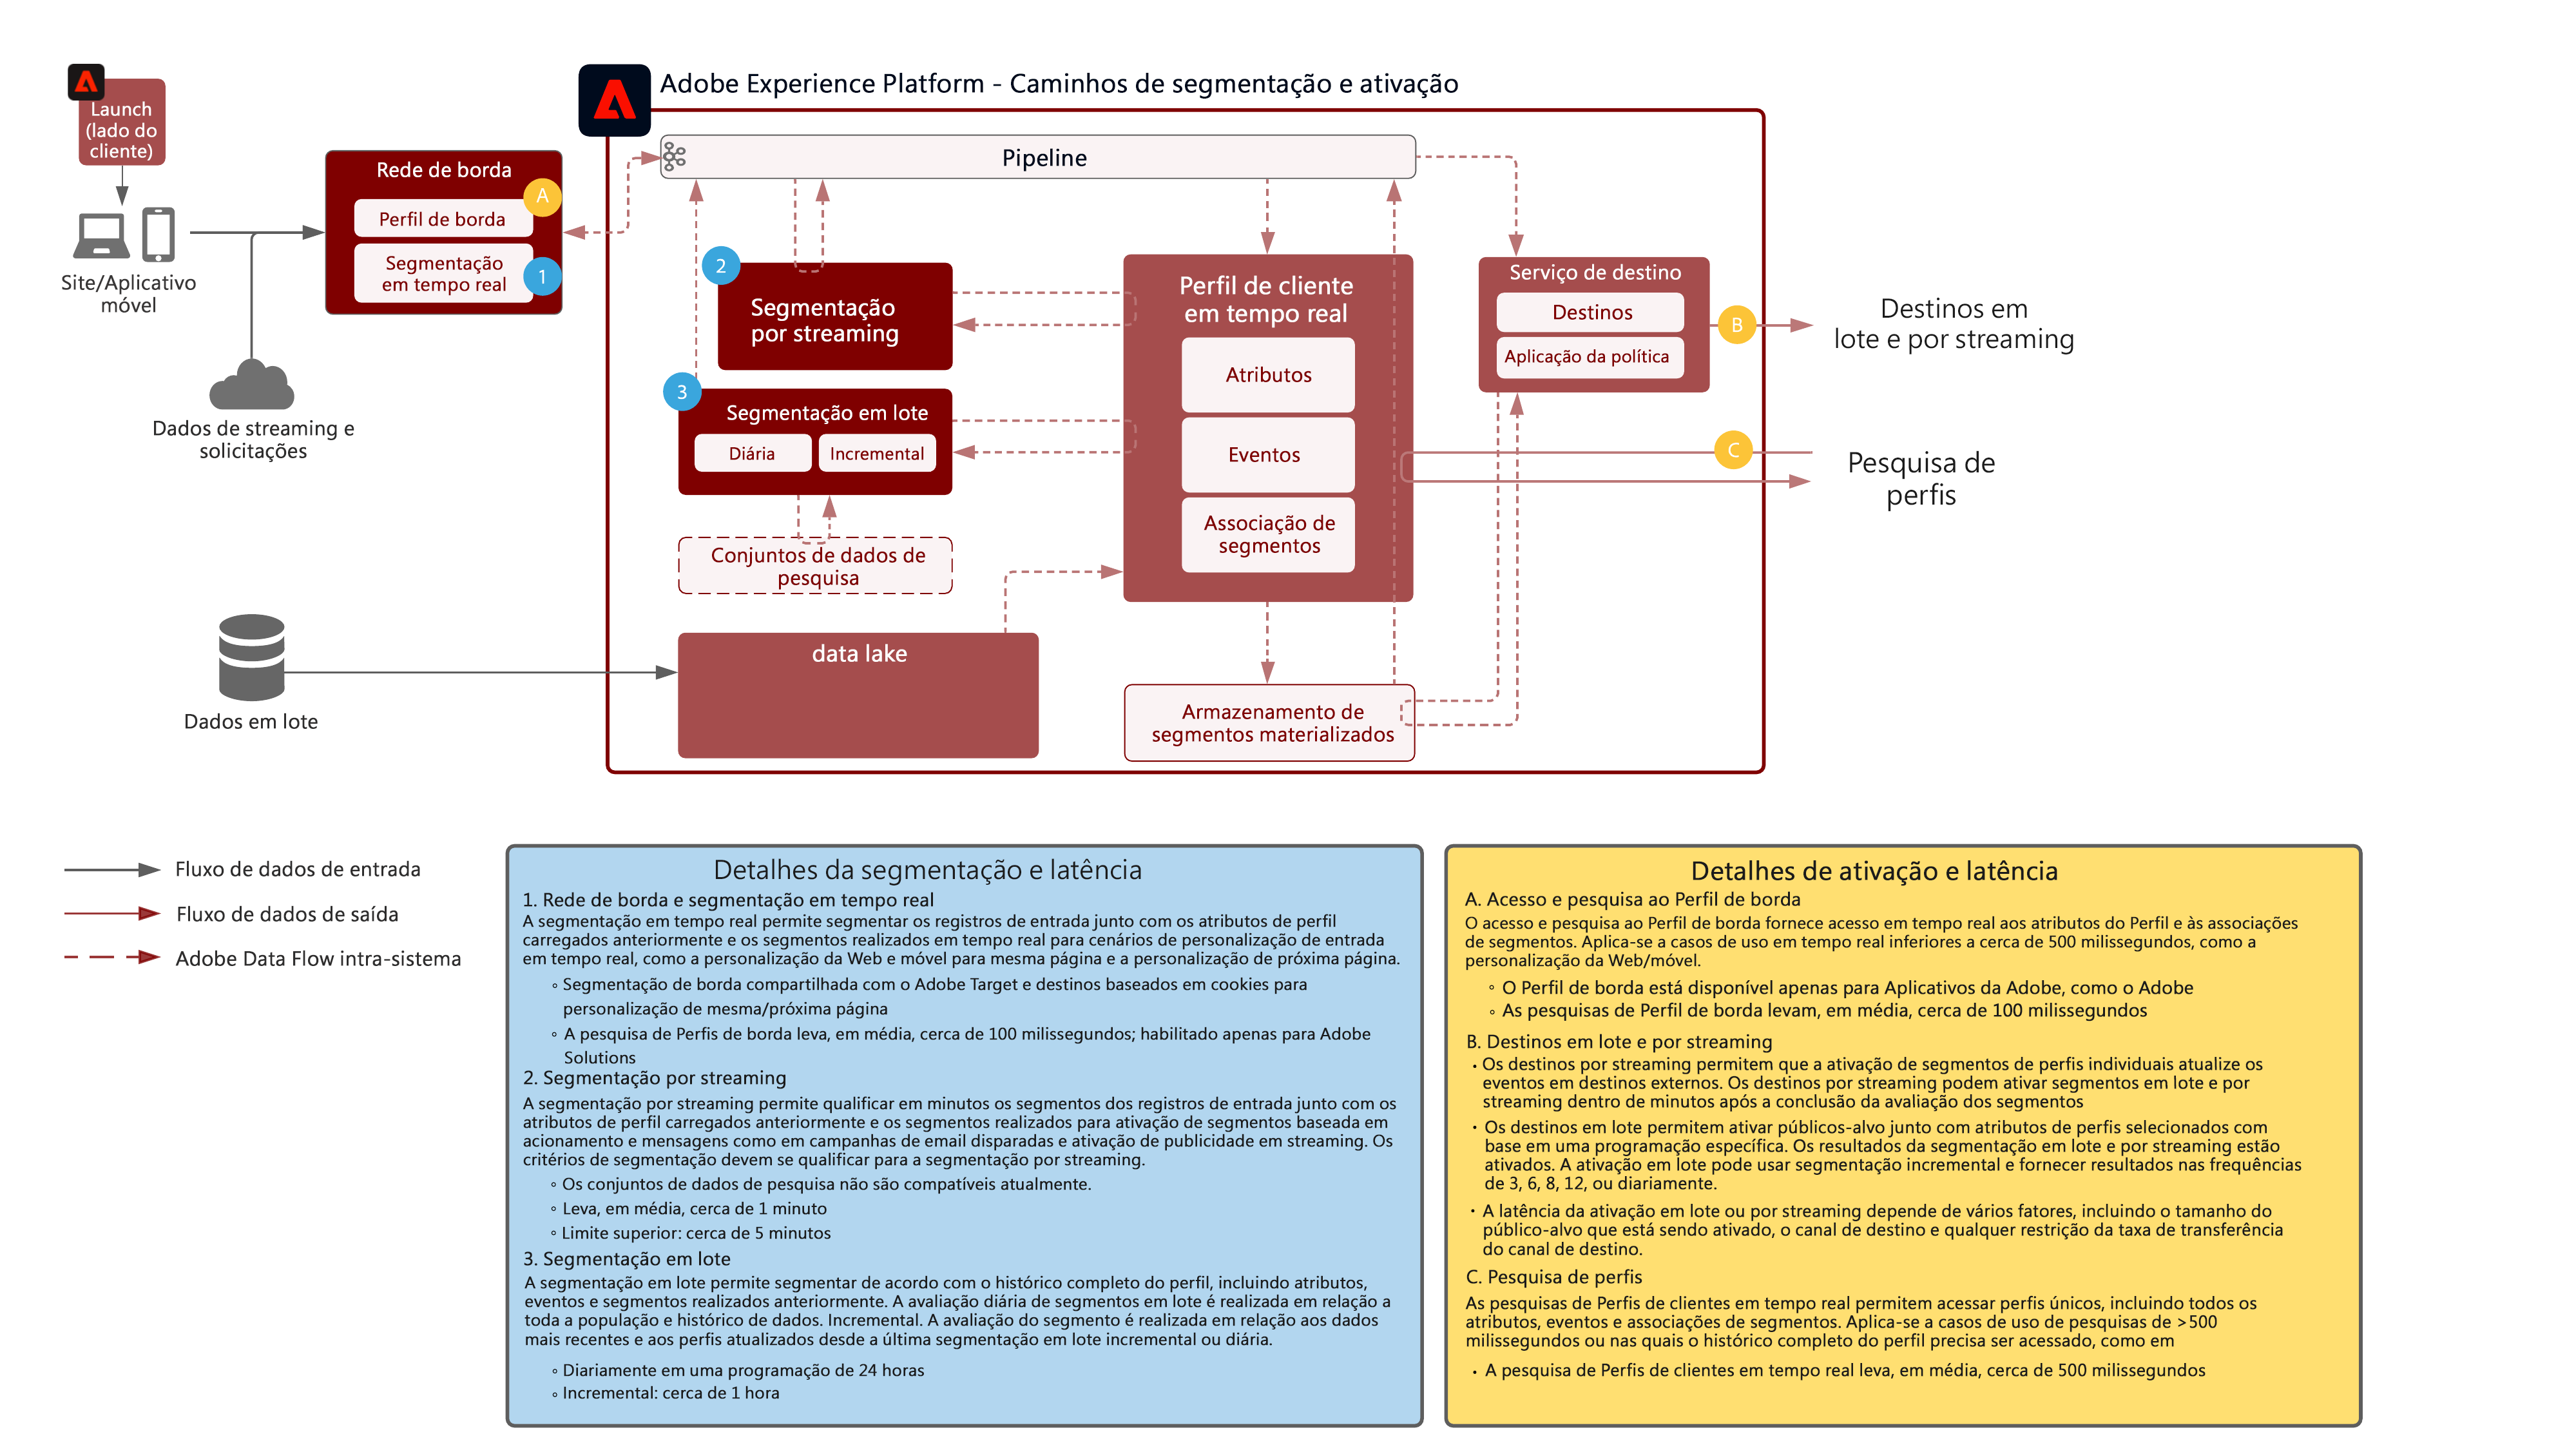 Adobe Experience Platform - Caminhos de segmentação e ativação
Launch
(lado do
cliente)
Site/Aplicativo
móvel
Dados de streaming e
solicitações
Dados em lote
Rede de borda
A
Perfil de borda
Segmentação
em tempo real
1
Pipeline
2
Segmentação
por streaming
3
Segmentação em lote
Diária
Incremental
Conjuntos de dados de
pesquisa
data lake
Perfil de cliente
em tempo real
Atributos
Eventos
Associação de
segmentos
Armazenamento de
segmentos materializados
Serviço de destino
Destinos
Aplicação da política
B
Destinos em
lote e por streaming
C
Pesquisa de
perfis
Fluxo de dados de entrada
Fluxo de dados de saída
Adobe Data Flow intra-sistema
Detalhes da segmentação e latência
1. Rede de borda e segmentação em tempo real
A segmentação em tempo real permite segmentar os registros de entrada junto com os atributos de perfil
carregados anteriormente e os segmentos realizados em tempo real para cenários de personalização de entrada
em tempo real, como a personalização da Web e móvel para mesma página e a personalização de próxima página.
◦ Segmentação de borda compartilhada com o Adobe Target e destinos baseados em cookies para
personalização de mesma/próxima página
◦ A pesquisa de Perfis de borda leva, em média, cerca de 100 milissegundos; habilitado apenas para Adobe
Solutions
2. Segmentação por streaming
A segmentação por streaming permite qualificar em minutos os segmentos dos registros de entrada junto com os
atributos de perfil carregados anteriormente e os segmentos realizados para ativação de segmentos baseada em
acionamento e mensagens como em campanhas de email disparadas e ativação de publicidade em streaming. Os
critérios de segmentação devem se qualificar para a segmentação por streaming.
◦ Os conjuntos de dados de pesquisa não são compatíveis atualmente.
◦ Leva, em média, cerca de 1 minuto
◦ Limite superior: cerca de 5 minutos
3. Segmentação em lote
A segmentação em lote permite segmentar de acordo com o histórico completo do perfil, incluindo atributos,
eventos e segmentos realizados anteriormente. A avaliação diária de segmentos em lote é realizada em relação a
toda a população e histórico de dados. Incremental. A avaliação do segmento é realizada em relação aos dados
mais recentes e aos perfis atualizados desde a última segmentação em lote incremental ou diária.
◦ Diariamente em uma programação de 24 horas
◦ Incremental: cerca de 1 hora
Detalhes de ativação e latência
A. Acesso e pesquisa ao Perfil de borda
O acesso e pesquisa ao Perfil de borda fornece acesso em tempo real aos atributos do Perfil e às associações
de segmentos. Aplica-se a casos de uso em tempo real inferiores a cerca de 500 milissegundos, como a
personalização da Web/móvel.
◦ O Perfil de borda está disponível apenas para Aplicativos da Adobe, como o Adobe
◦ As pesquisas de Perfil de borda levam, em média, cerca de 100 milissegundos
B. Destinos em lote e por streaming
• Os destinos por streaming permitem que a ativação de segmentos de perfis individuais atualize os
eventos em destinos externos. Os destinos por streaming podem ativar segmentos em lote e por
streaming dentro de minutos após a conclusão da avaliação dos segmentos
• Os destinos em lote permitem ativar públicos-alvo junto com atributos de perfis selecionados com
base em uma programação específica. Os resultados da segmentação em lote e por streaming estão
ativados. A ativação em lote pode usar segmentação incremental e fornecer resultados nas frequências
de 3, 6, 8, 12, ou diariamente.
• A latência da ativação em lote ou por streaming depende de vários fatores, incluindo o tamanho do
público-alvo que está sendo ativado, o canal de destino e qualquer restrição da taxa de transferência
do canal de destino.
C. Pesquisa de perfis
As pesquisas de Perfis de clientes em tempo real permitem acessar perfis únicos, incluindo todos os
atributos, eventos e associações de segmentos. Aplica-se a casos de uso de pesquisas de >500
milissegundos ou nas quais o histórico completo do perfil precisa ser acessado, como em
• A pesquisa de Perfis de clientes em tempo real leva, em média, cerca de 500 milissegundos